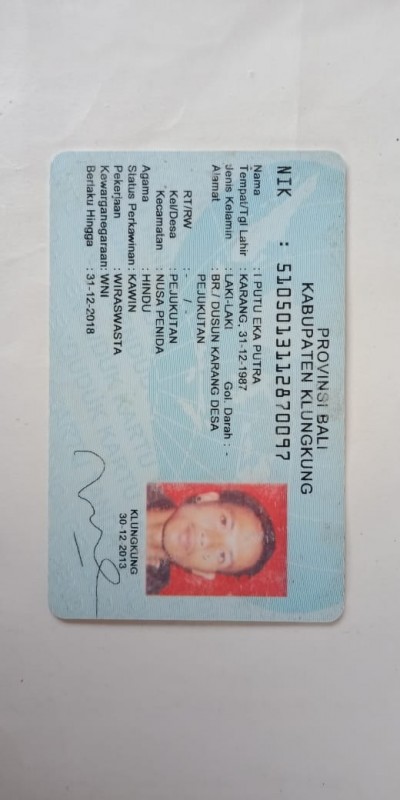 PROVINSI BALI
KABUPATEN KLUNGKUNG
NIK : 5105013112870097
Nama : I PUTU EKA PUTRA
Tempat/Tgl Lahir : KARANG, 31-12-1987
Jenis Kelamin : LAKI-LAKI Gol. Darah : -
Alamat : BR./ DUSUN KARANG DESA
PEJUKUTAN
RT/RW : - / -
Kel/Desa : PEJUKUTAN
Kecamatan : NUSA PENIDA
Agama : HINDU
Status Perkawinan : KAWIN
Pekerjaan : WIRASWASTA
Kewarganegaraan: WNI
Berlaku Hingga : 31-12-2018
KLUNGKUNG
30-12-2013